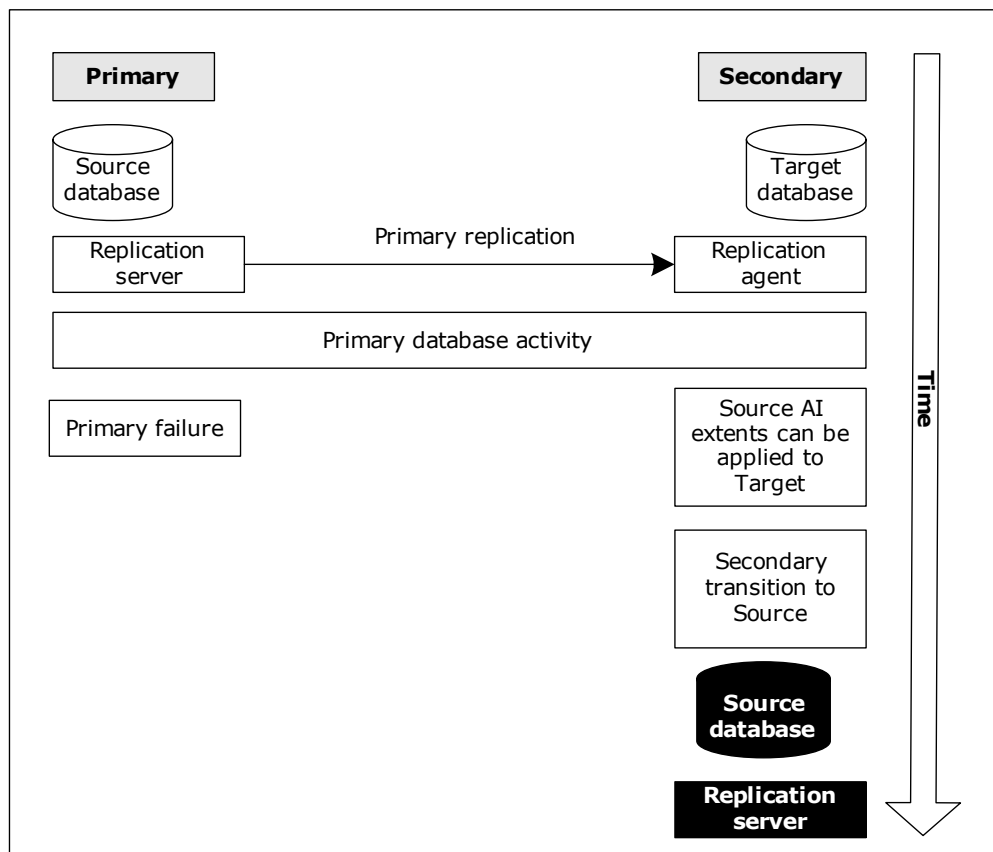 Primary
Secondary
Source
database
Target
database
Primary replication
Replication
server
Replication
agent
Primary database activity
Time
Primary failure
Source AI
extents can be
applied to
Target
Secondary
transition to
Source
Source
database
Replication
server